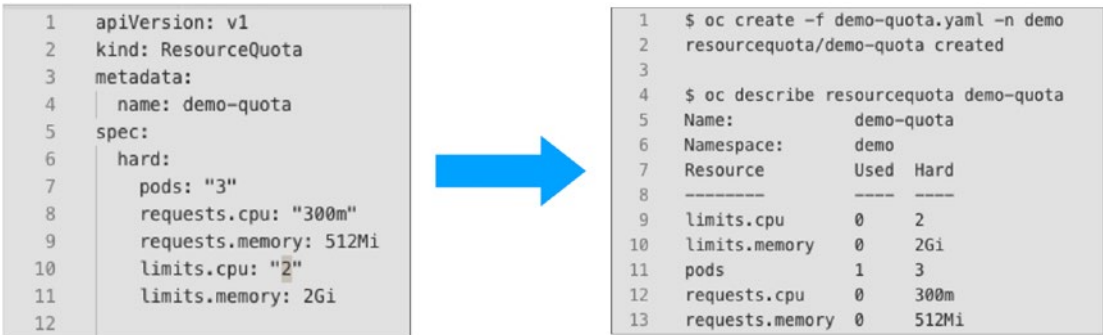 1 apiVersion: v1
2 kind: ResourceQuota
3 metadata:
4 name: demo-quota
5 spec:
6 hard:
7 pods: "3"
8 requests.cpu: "300m"
9 requests.memory: 512Mi
10 limits.cpu: "2"
11 limits.memory: 2Gi
12
1 $ oc create -f demo-quota.yaml -n demo
2 resourcequota/demo-quota created
3
4 $ oc describe resourcequota demo-quota
5 Name: demo-quota
6 Namespace: demo
7 Resource Used Hard
8 -------- ---- ----
9 limits.cpu 0 2
10 limits.memory 0 2Gi
11 pods 1 3
12 requests.cpu 0 300m
13 requests.memory 0 512Mi